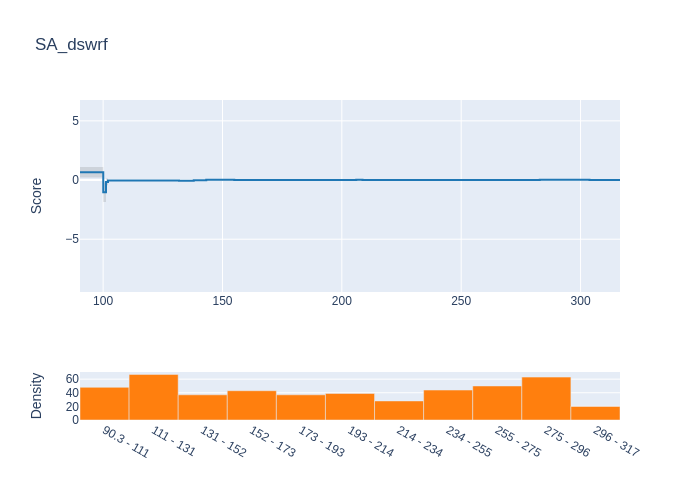 SA_dswrf
Score
5
0
−5
100
150
200
250
300
Density
60
40
20
0
90.3 - 111
111 - 131
131 - 152
152 - 173
173 - 193
193 - 214
214 - 234
234 - 255
255 - 275
275 - 296
296 - 317